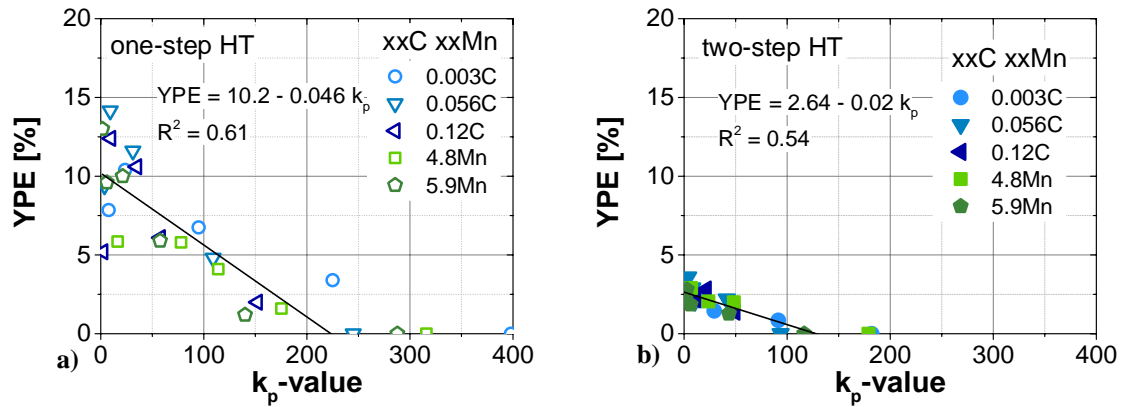 20
15
10
5
0
YPE [%]
one-step HT
YPE = 10.2 - 0.046 kp
R² = 0.61
xxC xxMn
0.003C
0.056C
0.12C
4.8Mn
5.9Mn
0 100 200 300 400
a)
kp-value
20
15
10
5
0
YPE [%]
two-step HT
YPE = 2.64 - 0.02 kp
R² = 0.54
xxC xxMn
0.003C
0.056C
0.12C
4.8Mn
5.9Mn
0 100 200 300 400
b)
kp-value